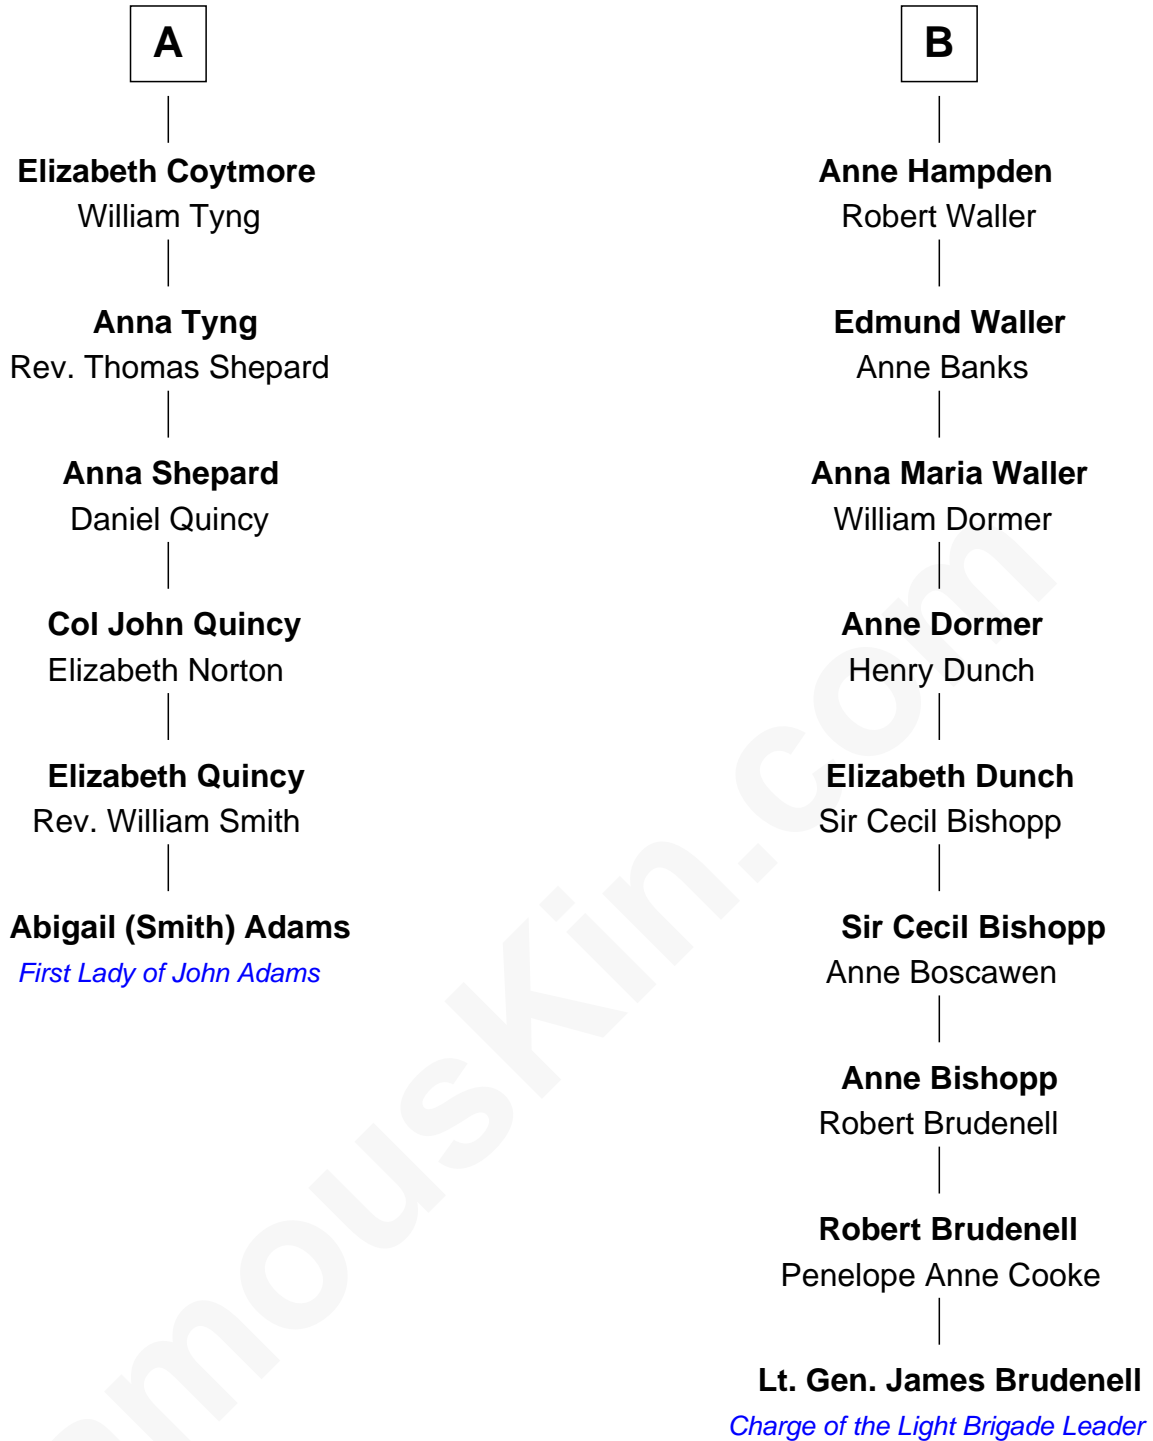 A
Elizabeth Coytmore
William Tyng
Anna Tyng
Rev. Thomas Shepard
Anna Shepard
Daniel Quincy
Col John Quincy
Elizabeth Norton
Elizabeth Quincy
Rev. William Smith
Abigail (Smith) Adams
First Lady of John Adams
B
Anne Hampden
Robert Waller
Edmund Waller
Anne Banks
Anna Maria Waller
William Dormer
Anne Dormer
Henry Dunch
Elizabeth Dunch
Sir Cecil Bishopp
Sir Cecil Bishopp
Anne Boscawen
Anne Bishopp
Robert Brudenell
Robert Brudenell
Penelope Anne Cooke
Lt. Gen. James Brudenell
Charge of the Light Brigade Leader
amousKin.com